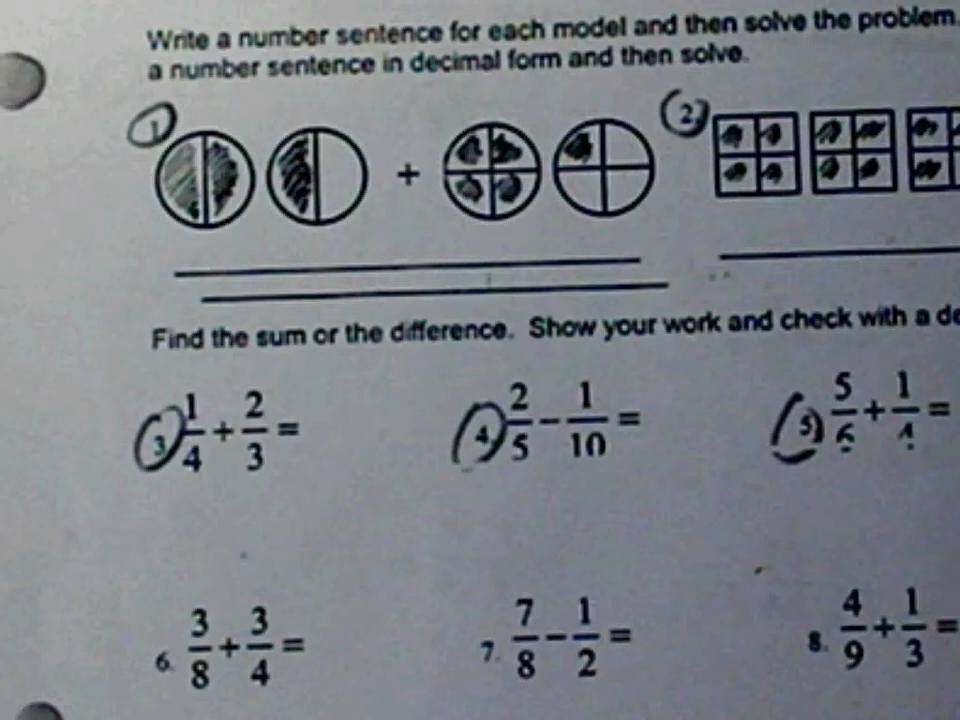 Write a number sentence for each model and then solve the problem.
a number sentence in decimal form and then solve.
1 + 2
Find the sum or the difference. Show your work and check with a
3. 1/4 + 2/3 = 4. 2/5 − 1/10 = 5. 5/6 + 1/4 =
6. 3/8 + 3/4 = 7. 7/8 − 1/2 = 8. 4/9 + 1/3 =